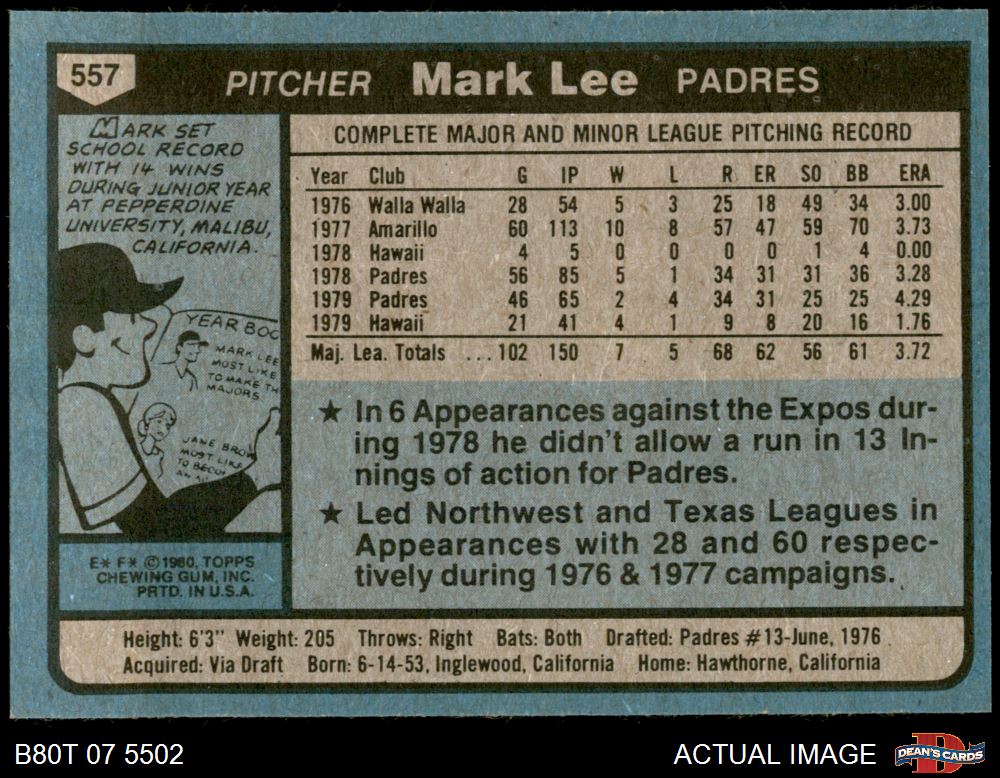 557
PITCHER Mark Lee PADRES
MARK SET
SCHOOL RECORD
WITH 14 WINS
DURING JUNIOR YEAR
AT PEPPERDINE
UNIVERSITY, MALIBU,
CALIFORNIA.
YEAR BOO
MARK LEE
MOST LIKE
TO MAKE TH
MAJORS
JANE BROW
MOST LIKE
TO BECOM
AN
E* F* ©1980, TOPPS
CHEWING GUM, INC.
PRTD. IN U.S.A.
COMPLETE MAJOR AND MINOR LEAGUE PITCHING RECORD
Year Club G IP W L R ER SO BB ERA
1976 Walla Walla 28 54 5 3 25 18 49 34 3.00
1977 Amarillo 60 113 10 8 57 47 59 70 3.73
1978 Hawaii 4 5 0 0 0 0 1 4 0.00
1978 Padres 56 85 5 1 34 31 31 36 3.28
1979 Padres 46 65 2 4 34 31 25 25 4.29
1979 Hawaii 21 41 4 1 9 8 20 16 1.76
Maj. Lea. Totals ... 102 150 7 5 68 62 56 61 3.72
★ In 6 Appearances against the Expos dur-
ing 1978 he didn't allow a run in 13 In-
nings of action for Padres.
★ Led Northwest and Texas Leagues in
Appearances with 28 and 60 respec-
tively during 1976 & 1977 campaigns.
Height: 6'3" Weight: 205 Throws: Right Bats: Both Drafted: Padres #13-June, 1976
Acquired: Via Draft Born: 6-14-53, Inglewood, California Home: Hawthorne, California
B80T 07 5502
ACTUAL IMAGE
DEAN'S CARDS